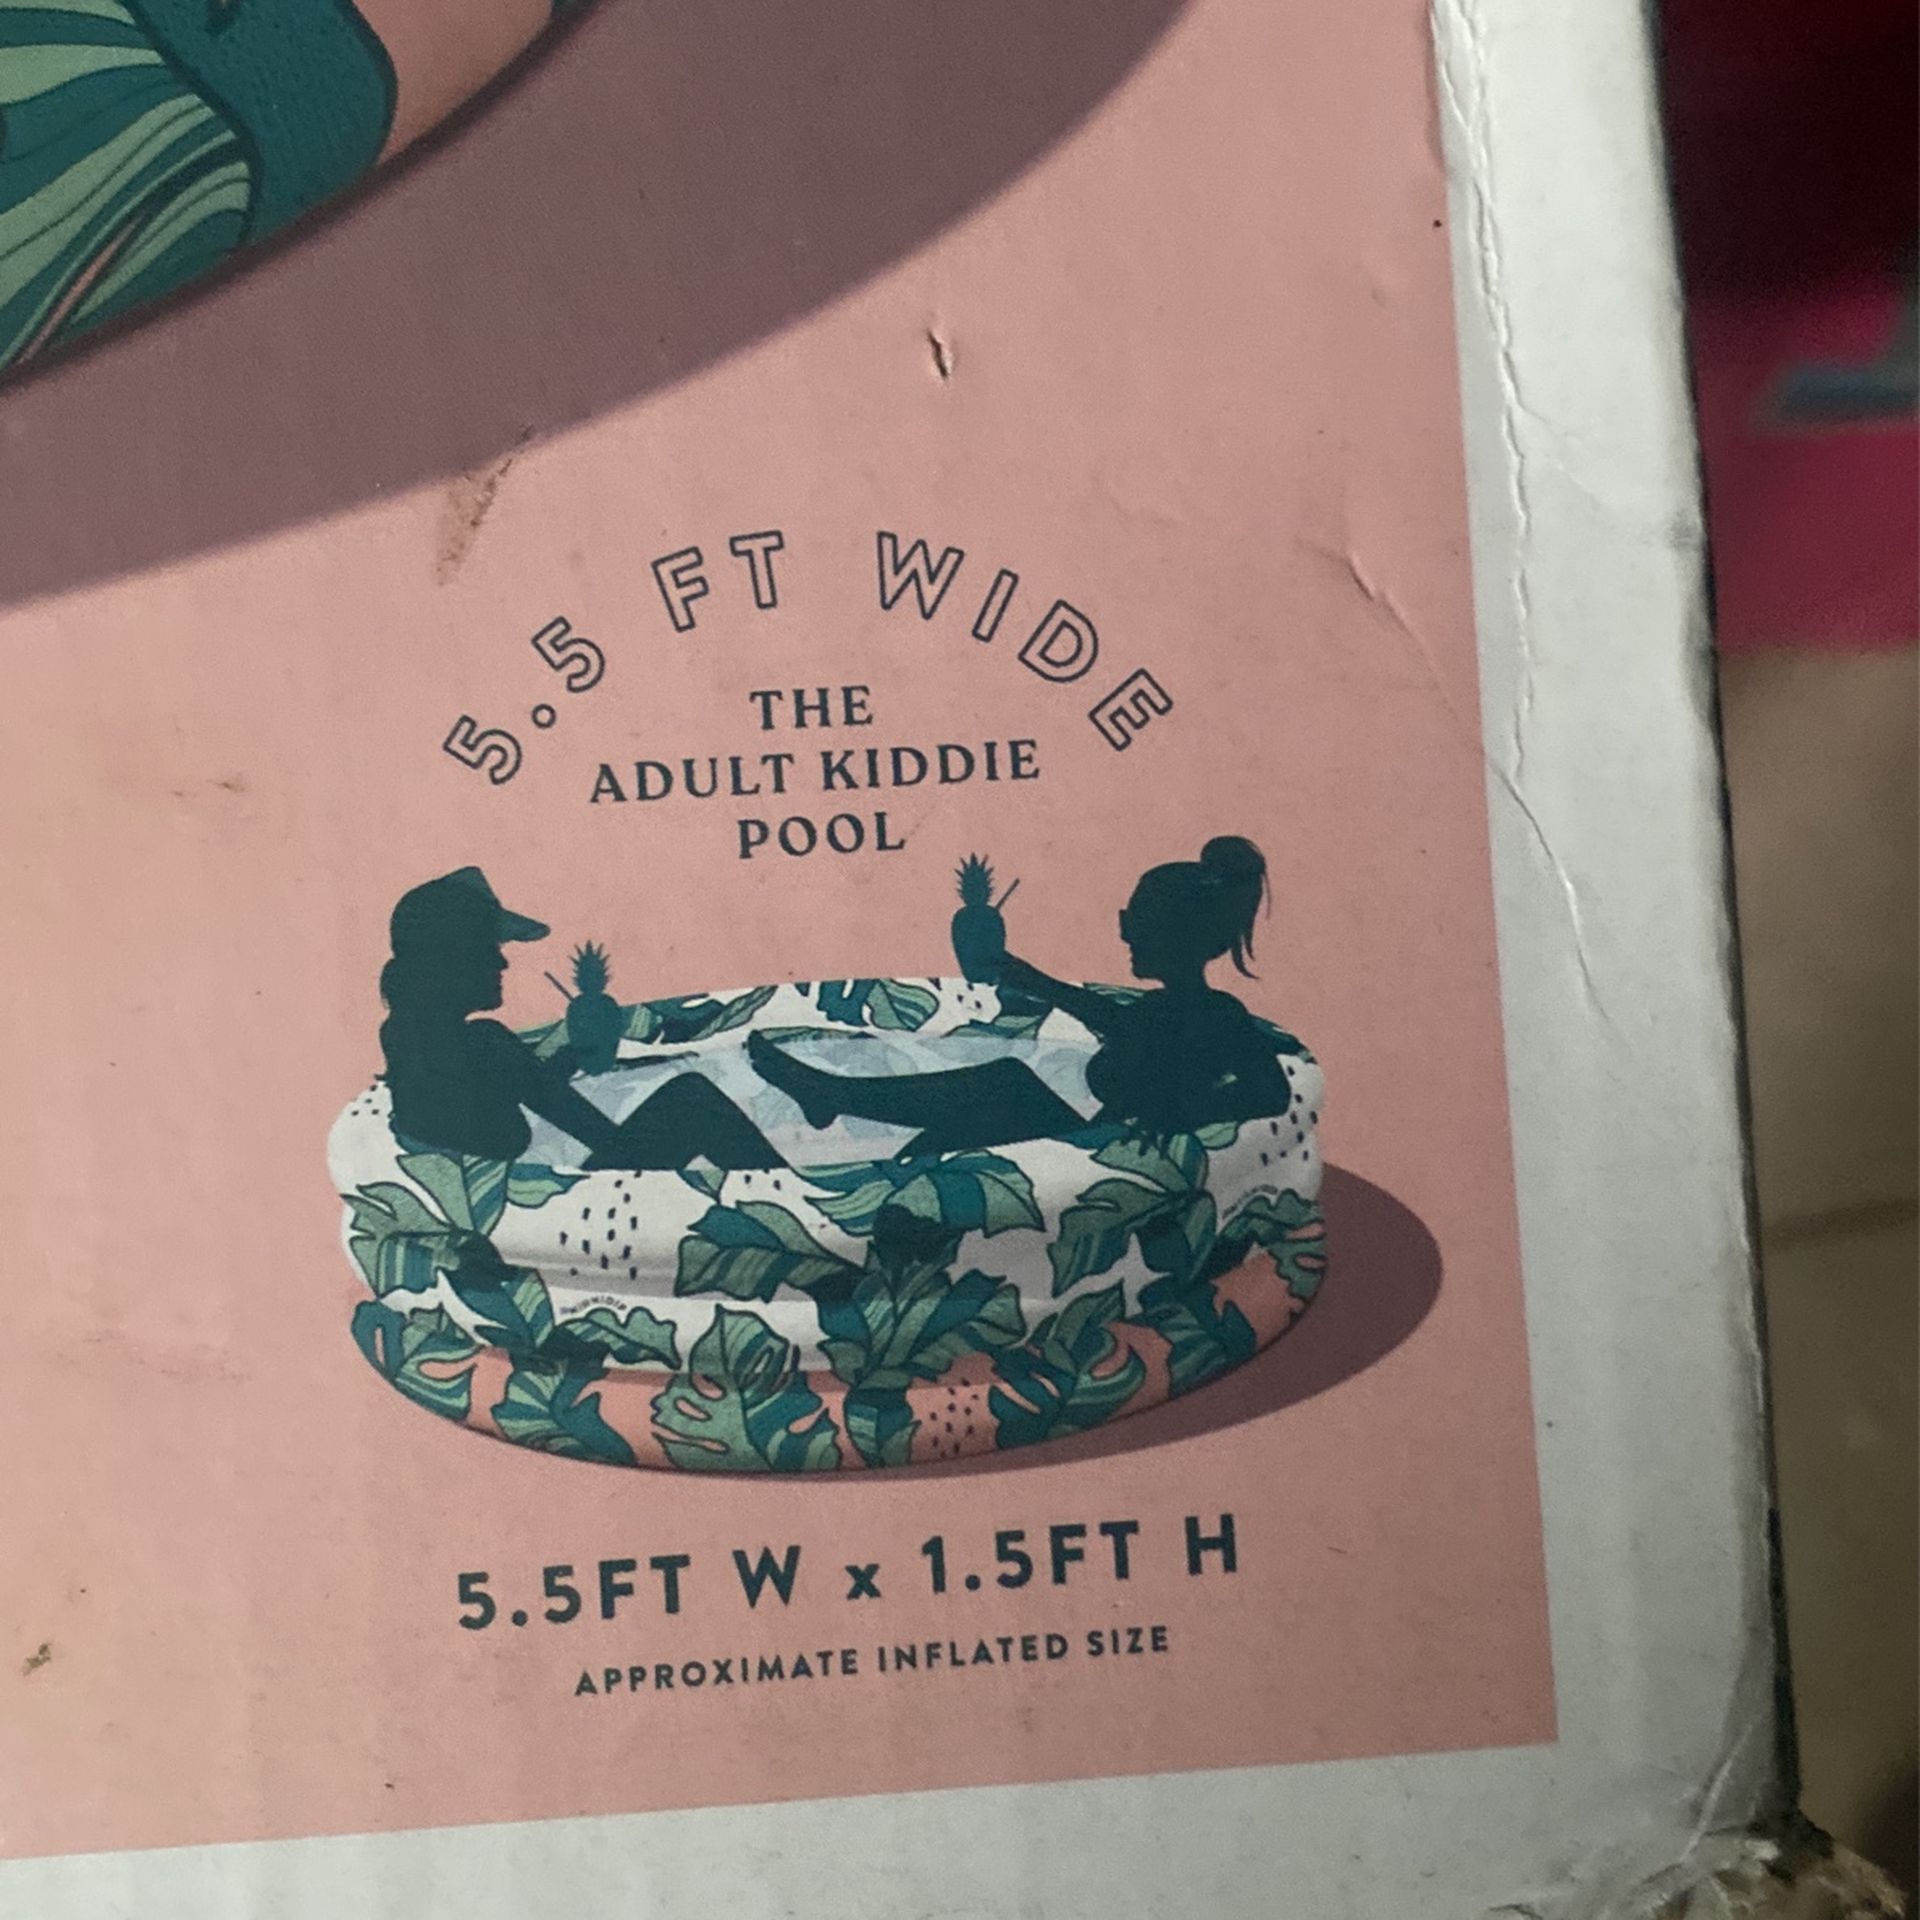 5.5 FT WIDE
THE
ADULT KIDDIE
POOL
5.5FT W x 1.5FT H
APPROXIMATE INFLATED SIZE